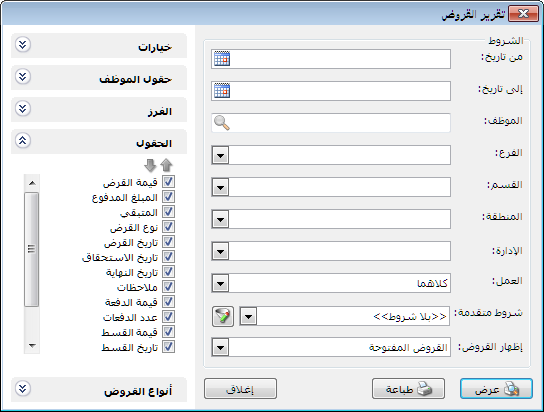 تقرير القروض
الشروط
من تاريخ:
إلى تاريخ:
الموظف:
الفرع:
القسم:
المنطقة:
الإدارة:
العمل:
كلاهما
شروط متقدمة:
<<بلا شروط>>
إظهار القروض:
القروض المفتوحة
خيارات
حقول الموظف
الفرز
الحقول
قيمة القرض
المبلغ المدفوع
المتبقي
نوع القرض
تاريخ القرض
تاريخ الاستحقاق
تاريخ النهاية
ملاحظات
قيمة الدفعة
عدد الدفعات
قيمة القسط
تاريخ القسط
أنواع القروض
عرض
طباعة
إغلاق